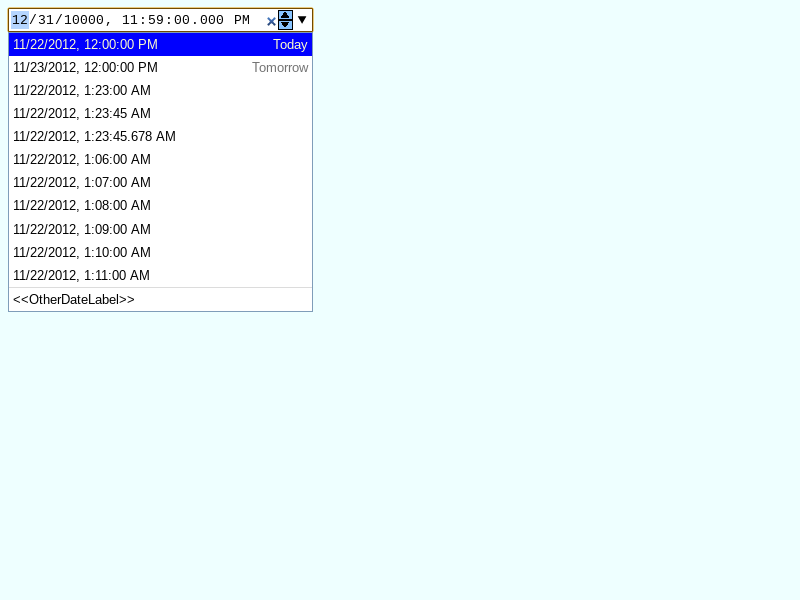 12/31/10000, 11:59:00.000 PM
11/22/2012, 12:00:00 PM Today
11/23/2012, 12:00:00 PM Tomorrow
11/22/2012, 1:23:00 AM
11/22/2012, 1:23:45 AM
11/22/2012, 1:23:45.678 AM
11/22/2012, 1:06:00 AM
11/22/2012, 1:07:00 AM
11/22/2012, 1:08:00 AM
11/22/2012, 1:09:00 AM
11/22/2012, 1:10:00 AM
11/22/2012, 1:11:00 AM
<<OtherDateLabel>>